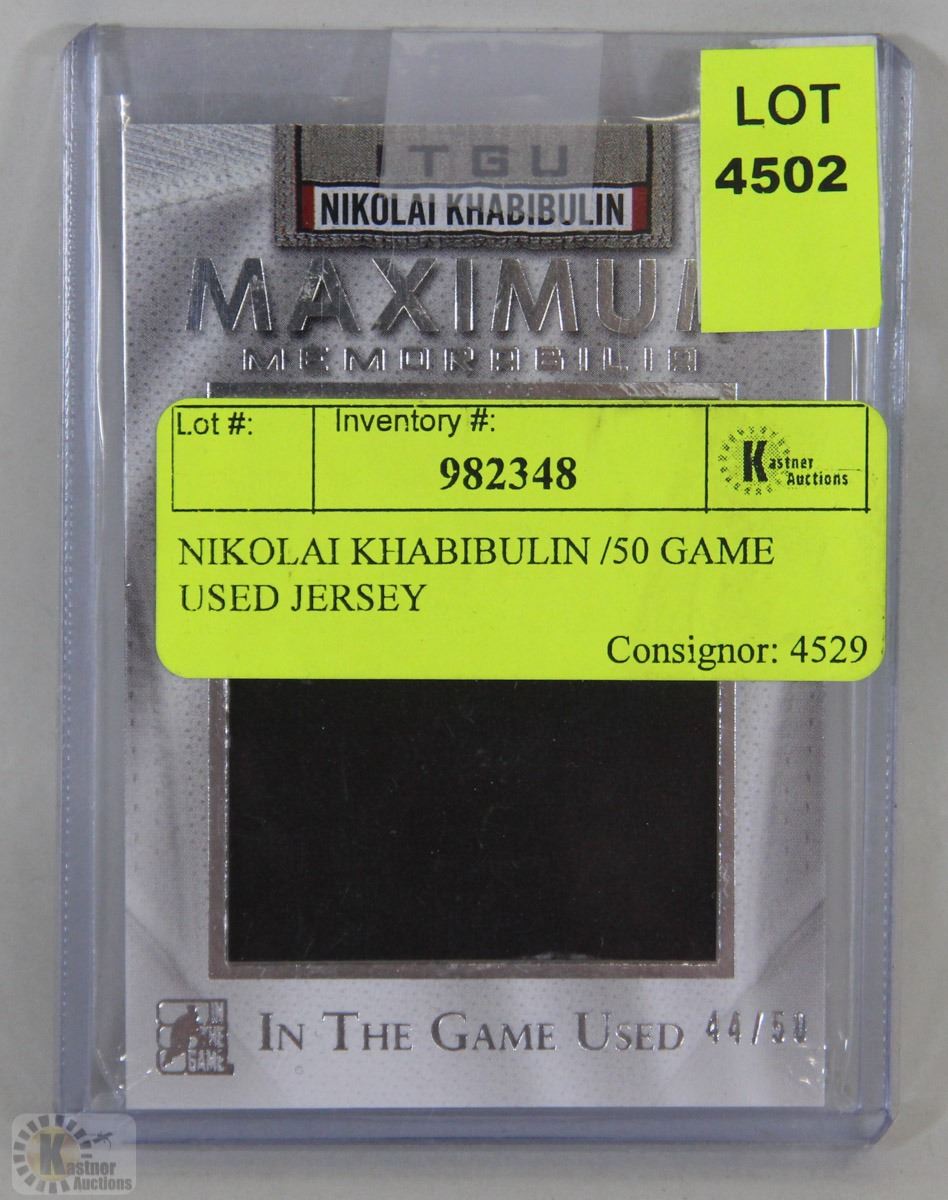 LOT
4502
ITGU
NIKOLAI KHABIBULIN
MAXIMU
MEMORABILIA
Lot #:
Inventory #:
982348
Kastner
Auctions
NIKOLAI KHABIBULIN /50 GAME
USED JERSEY
Consignor: 4529
IN THE GAME
IN THE GAME USED 44/50
Kastner
Auctions